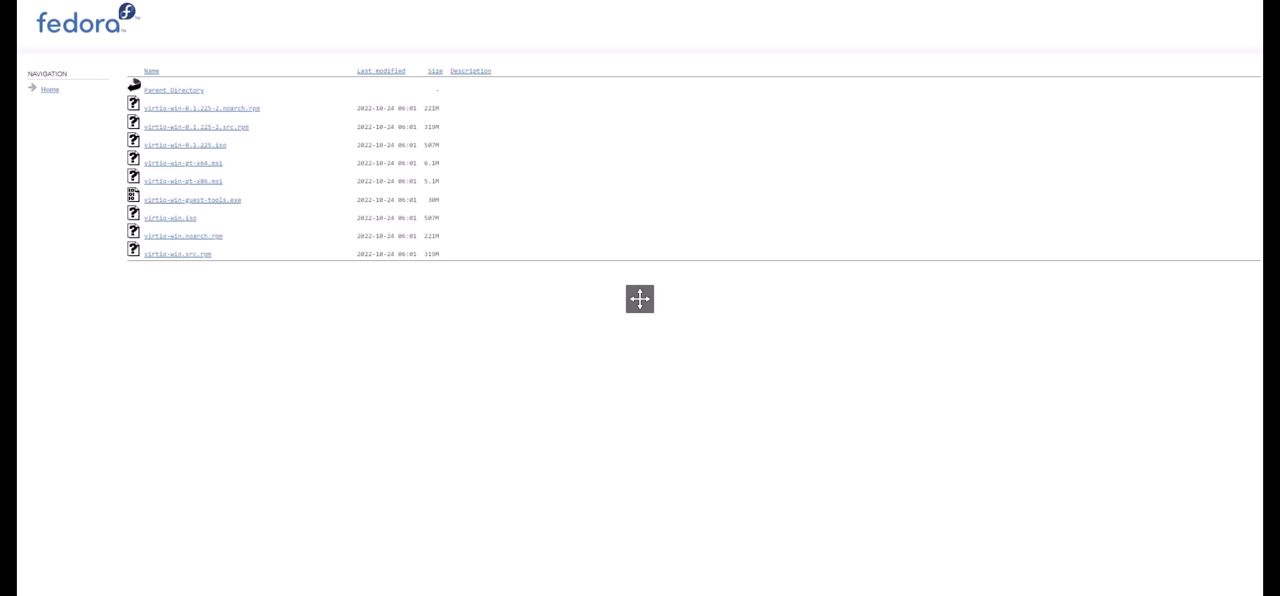 fedora
NAVIGATION
Home
Name Last modified Size Description
Parent Directory -
virtio-win-0.1.225-2.noarch.rpm 2022-10-24 06:01 221M
virtio-win-0.1.225-2.src.rpm 2022-10-24 06:01 319M
virtio-win-0.1.225.iso 2022-10-24 06:01 507M
virtio-win-gt-x64.msi 2022-10-24 06:01 6.1M
virtio-win-gt-x86.msi 2022-10-24 06:01 5.1M
virtio-win-guest-tools.exe 2022-10-24 06:01 30M
virtio-win.iso 2022-10-24 06:01 507M
virtio-win.noarch.rpm 2022-10-24 06:01 221M
virtio-win.src.rpm 2022-10-24 06:01 319M